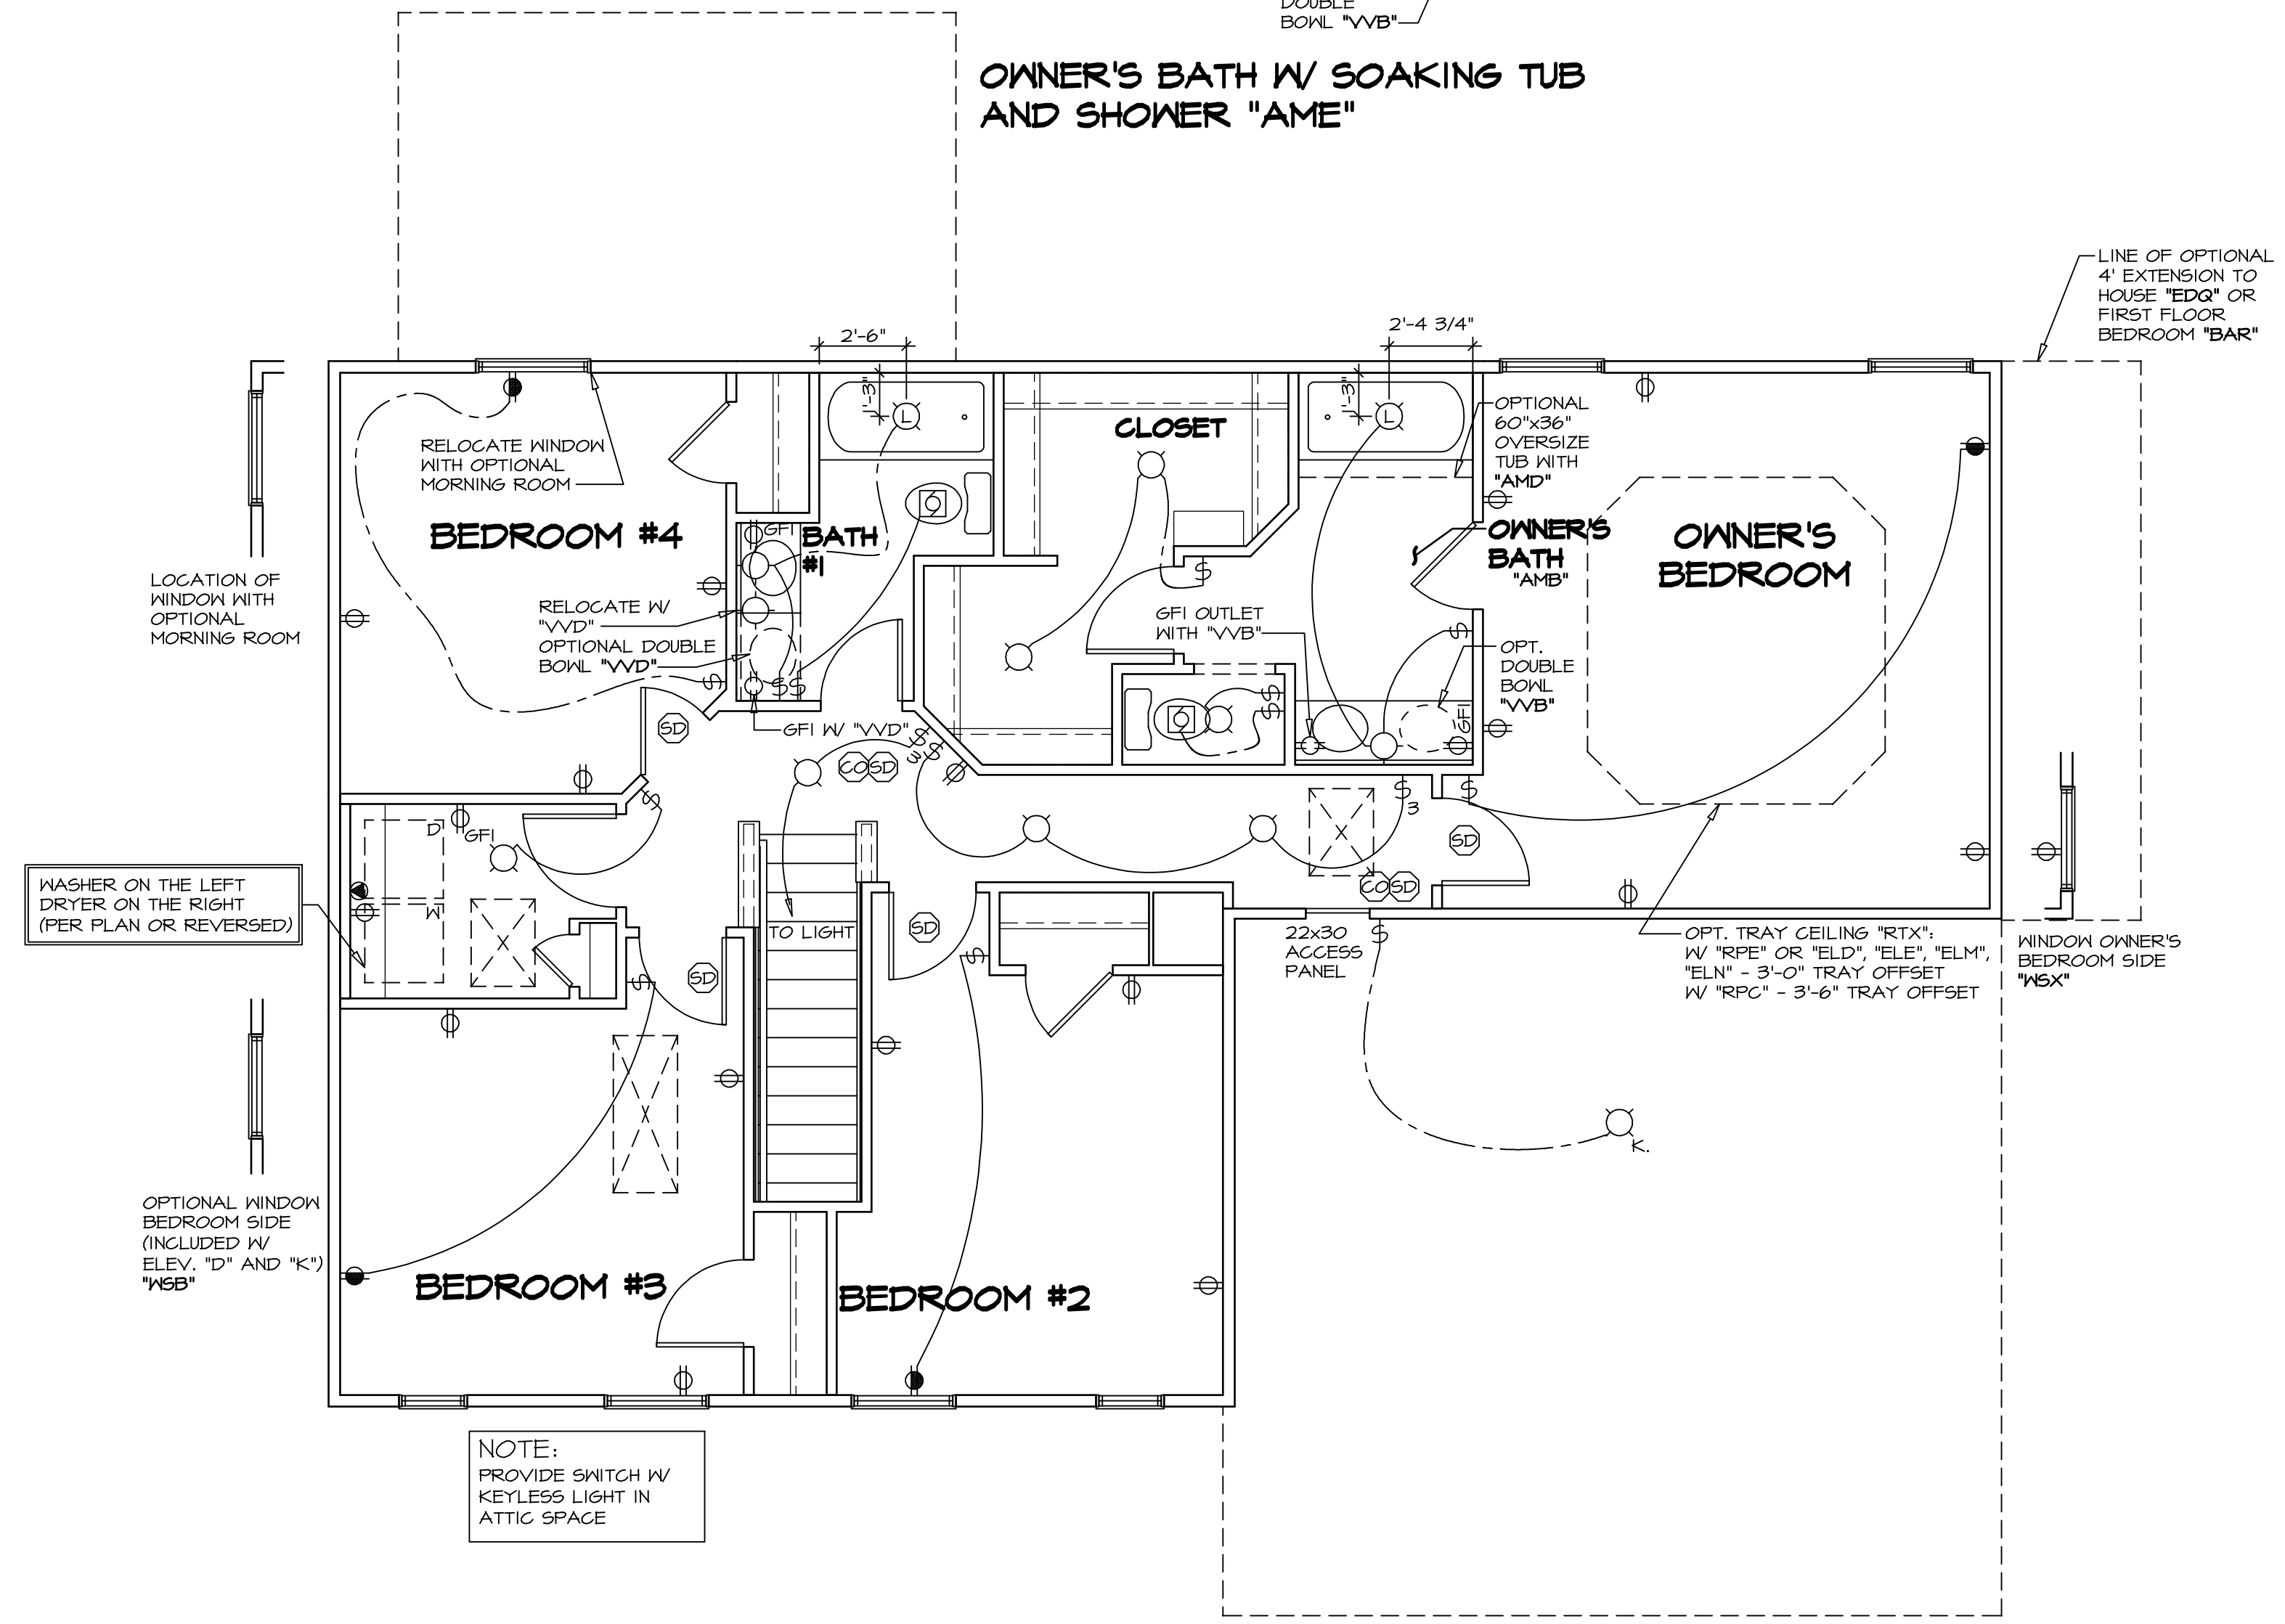 DOUBLE
BOWL "VVB"
OWNER'S BATH W/ SOAKING TUB
AND SHOWER "AME"
LINE OF OPTIONAL
4' EXTENSION TO
HOUSE "EDQ" OR
FIRST FLOOR
BEDROOM "BAR"
2'-6"
2'-4 3/4"
1'-3"
L
1'-3"
L
OPTIONAL
60"x36"
OVERSIZE
TUB WITH
"AMD"
CLOSET
RELOCATE WINDOW
WITH OPTIONAL
MORNING ROOM
BEDROOM #4
GFI
BATH
#1
OWNER'S
BATH
"AMB"
OWNER'S
BEDROOM
LOCATION OF
WINDOW WITH
OPTIONAL
MORNING ROOM
RELOCATE W/
"VVD"
OPTIONAL DOUBLE
BOWL "VVD"
GFI OUTLET
WITH "VVB"
OPT.
DOUBLE
BOWL
"VVB"
GFI
$
$
$
$$
$
$
SD
GFI W/ "VVD"
$
3
$
CO SD
$
3
$
$
D
GFI
SD
WASHER ON THE LEFT
DRYER ON THE RIGHT
(PER PLAN OR REVERSED)
W
CO SD
TO LIGHT
SD
$
SD
$
22x30
ACCESS
PANEL
$
OPT. TRAY CEILING "RTX":
W/ "RPE" OR "ELD", "ELE", "ELM",
"ELN" - 3'-0" TRAY OFFSET
W/ "RPC" - 3'-6" TRAY OFFSET
WINDOW OWNER'S
BEDROOM SIDE
"WSX"
K.
OPTIONAL WINDOW
BEDROOM SIDE
(INCLUDED W/
ELEV. "D" AND "K")
"WSB"
BEDROOM #3
BEDROOM #2
NOTE:
PROVIDE SWITCH W/
KEYLESS LIGHT IN
ATTIC SPACE